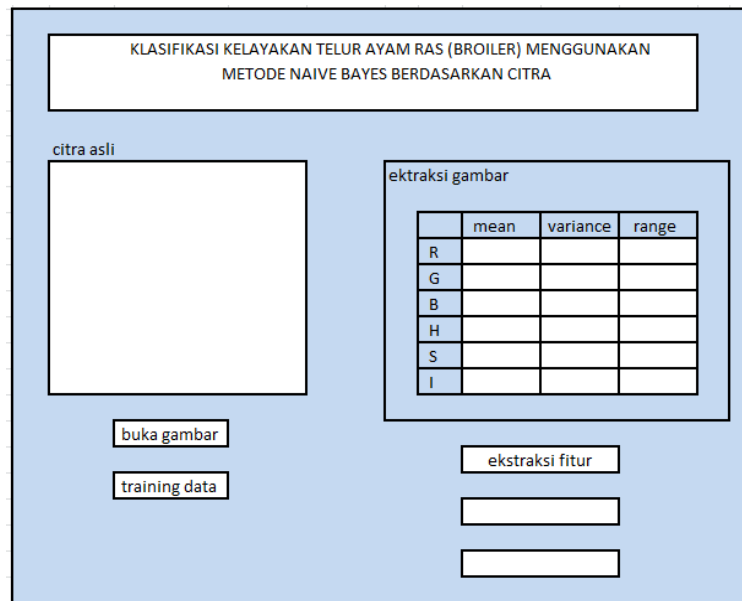 KLASIFIKASI KELAYAKAN TELUR AYAM RAS (BROILER) MENGGUNAKAN
METODE NAIVE BAYES BERDASARKAN CITRA
citra asli
ektraksi gambar
mean variance range
R
G
B
H
S
I
buka gambar
ekstraksi fitur
training data